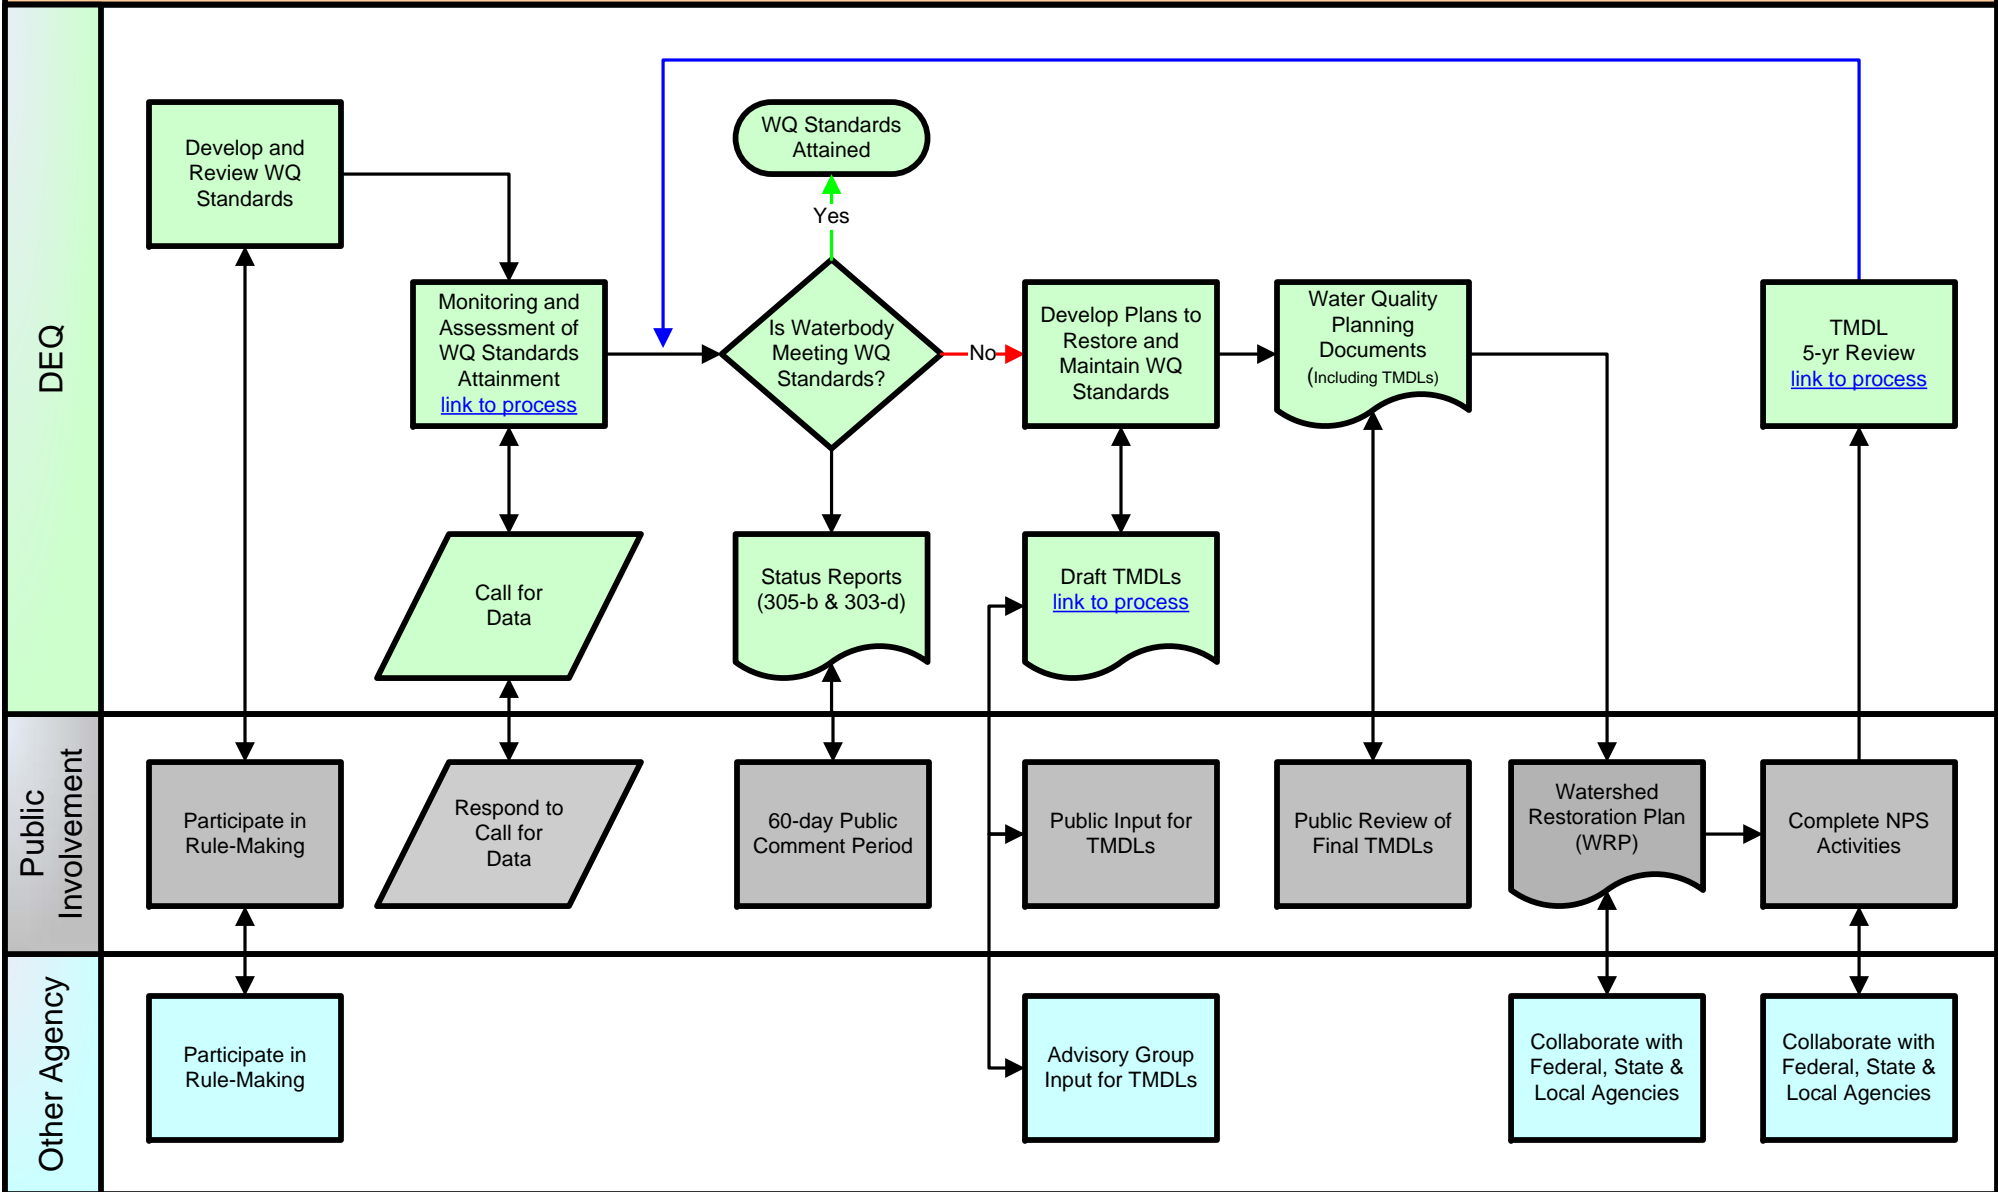 DEQ
Develop and
Review WQ
Standards
Monitoring and
Assessment of
WQ Standards
Attainment
link to process
WQ Standards
Attained
Yes
Is Waterbody
Meeting WQ
Standards?
No
Develop Plans to
Restore and
Maintain WQ
Standards
Water Quality
Planning
Documents
(Including TMDLs)
TMDL
5-yr Review
link to process
Call for
Data
Status Reports
(305-b & 303-d)
Draft TMDLs
link to process
Public
Involvement
Participate in
Rule-Making
Respond to
Call for
Data
60-day Public
Comment Period
Public Input for
TMDLs
Public Review of
Final TMDLs
Watershed
Restoration Plan
(WRP)
Complete NPS
Activities
Other Agency
Participate in
Rule-Making
Advisory Group
Input for TMDLs
Collaborate with
Federal, State &
Local Agencies
Collaborate with
Federal, State &
Local Agencies